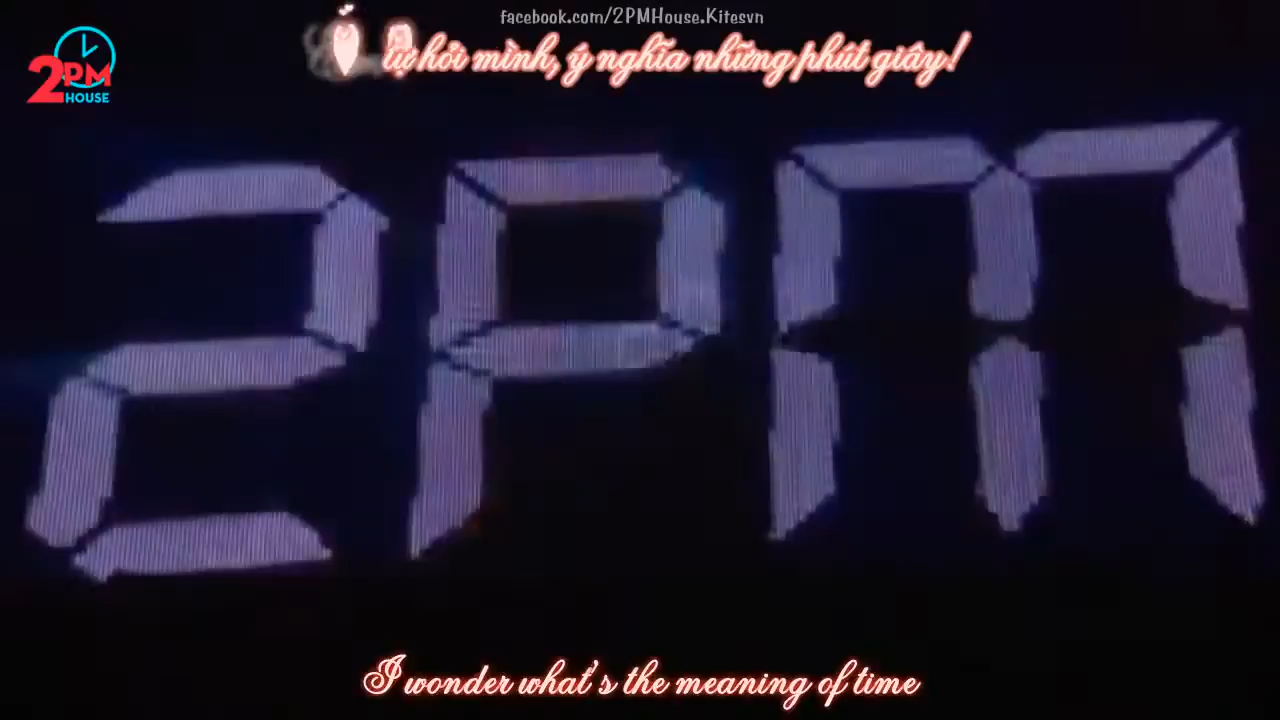 facebook.com/2PMHouse.Kitesvn
tự hỏi mình, ý nghĩa những phút giây!
2PM
HOUSE
2PM
I wonder what's the meaning of time